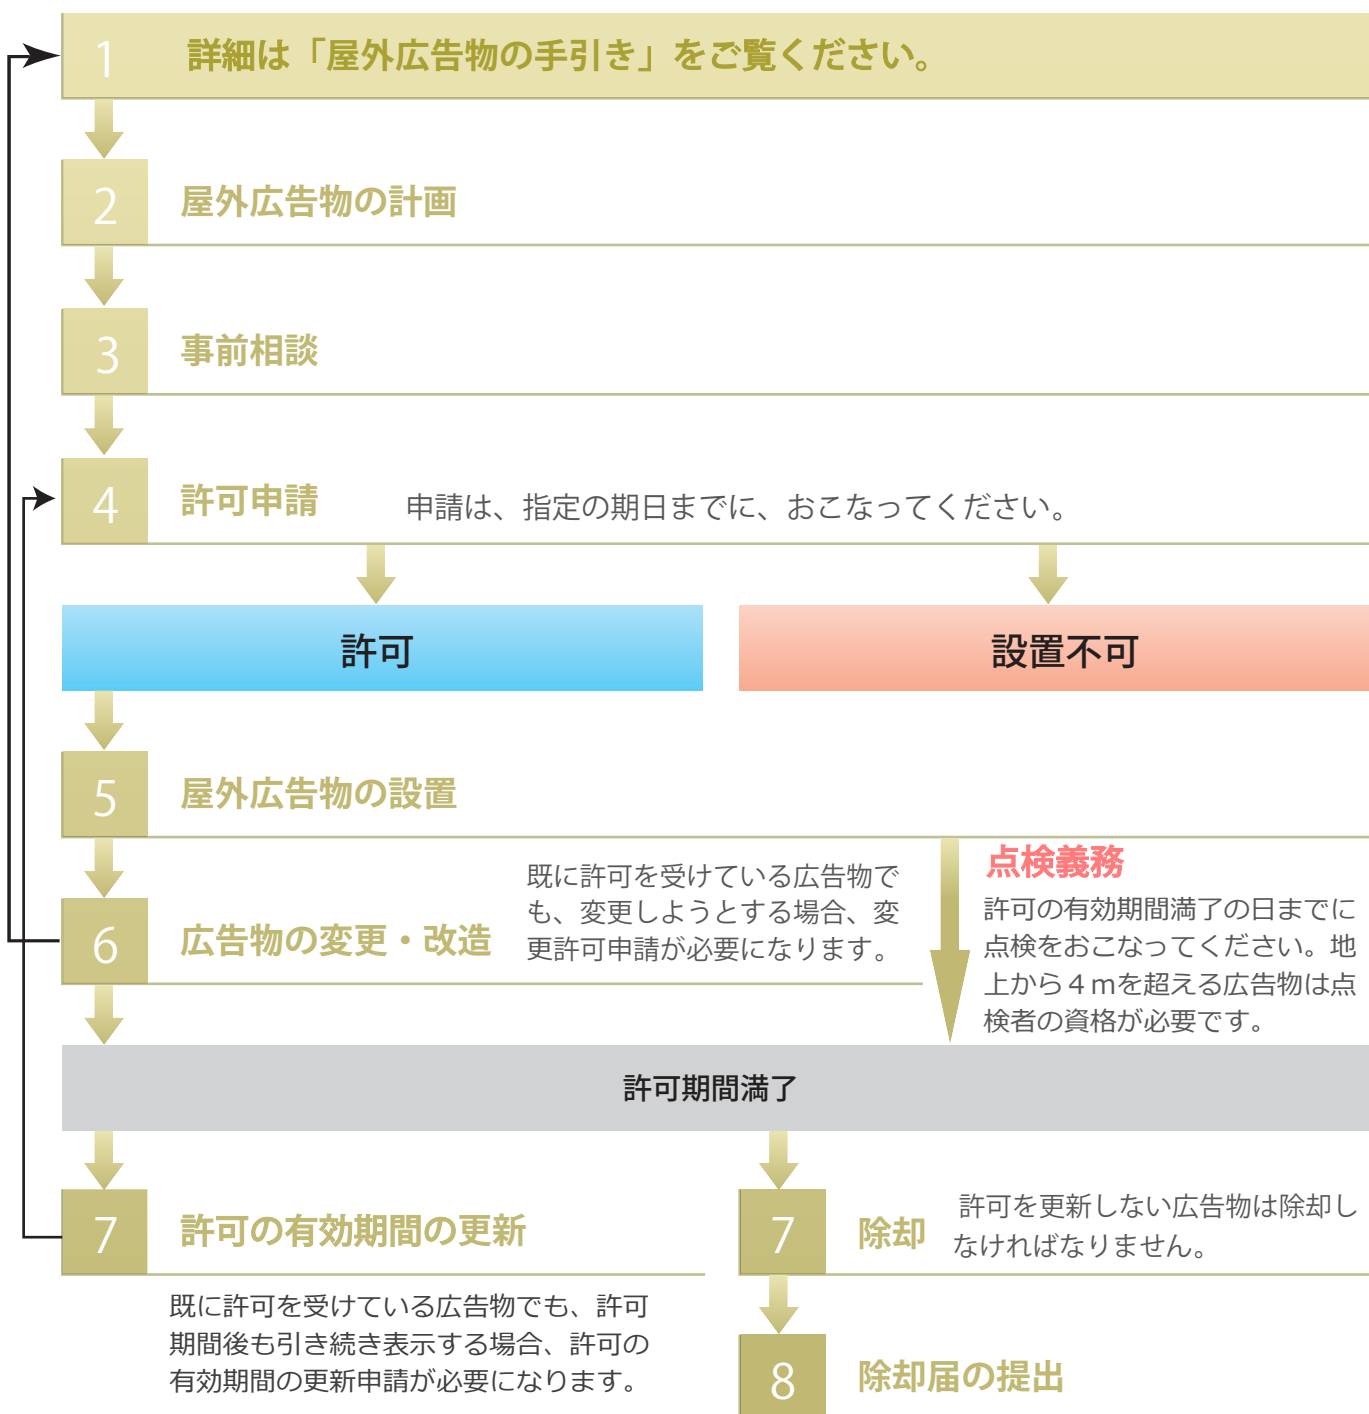 1 詳細は「屋外広告物の手引き」をご覧ください。
2 屋外広告物の計画
3 事前相談
4 許可申請 申請は、指定の期日までに、おこなってください。
許可
設置不可
5 屋外広告物の設置
6 広告物の変更・改造
既に許可を受けている広告物で
も、変更しようとする場合、変
更許可申請が必要になります。
点検義務
許可の有効期間満了の日までに
点検をおこなってください。地
上から４ｍを超える広告物は点
検者の資格が必要です。
許可期間満了
7 許可の有効期間の更新
既に許可を受けている広告物でも、許可
期間後も引き続き表示する場合、許可の
有効期間の更新申請が必要になります。
7 除却
許可を更新しない広告物は除却し
なければなりません。
8 除却届の提出